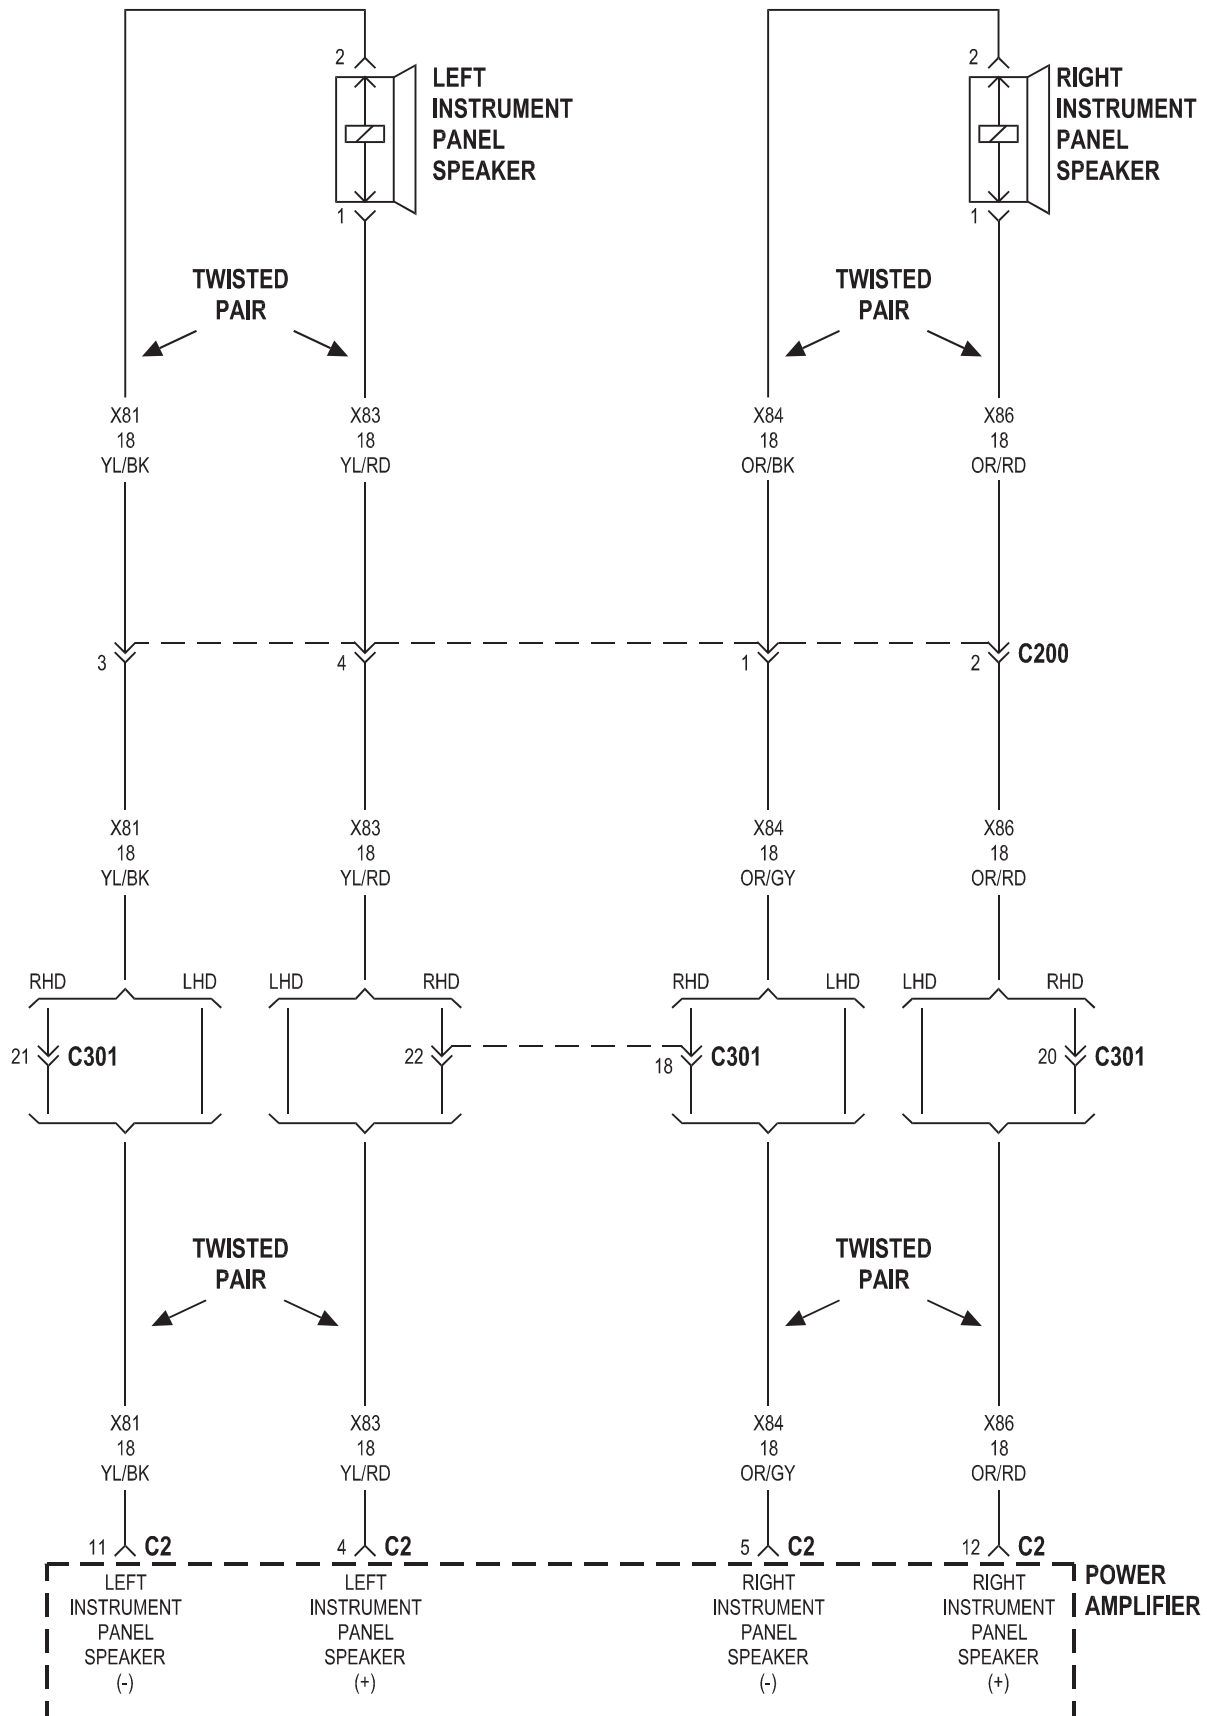 2
LEFT
INSTRUMENT
PANEL
SPEAKER
1
2
RIGHT
INSTRUMENT
PANEL
SPEAKER
1
TWISTED
PAIR
TWISTED
PAIR
X81
18
YL/BK
X83
18
YL/RD
X84
18
OR/BK
X86
18
OR/RD
3
4
1
2
C200
X81
18
YL/BK
X83
18
YL/RD
X84
18
OR/GY
X86
18
OR/RD
RHD
LHD
LHD
RHD
RHD
LHD
LHD
RHD
21
C301
22
18
C301
20
C301
TWISTED
PAIR
TWISTED
PAIR
X81
18
YL/BK
X83
18
YL/RD
X84
18
OR/GY
X86
18
OR/RD
11
C2
4
C2
5
C2
12
C2
LEFT
INSTRUMENT
PANEL
SPEAKER
(-)
LEFT
INSTRUMENT
PANEL
SPEAKER
(+)
RIGHT
INSTRUMENT
PANEL
SPEAKER
(-)
RIGHT
INSTRUMENT
PANEL
SPEAKER
(+)
POWER
AMPLIFIER